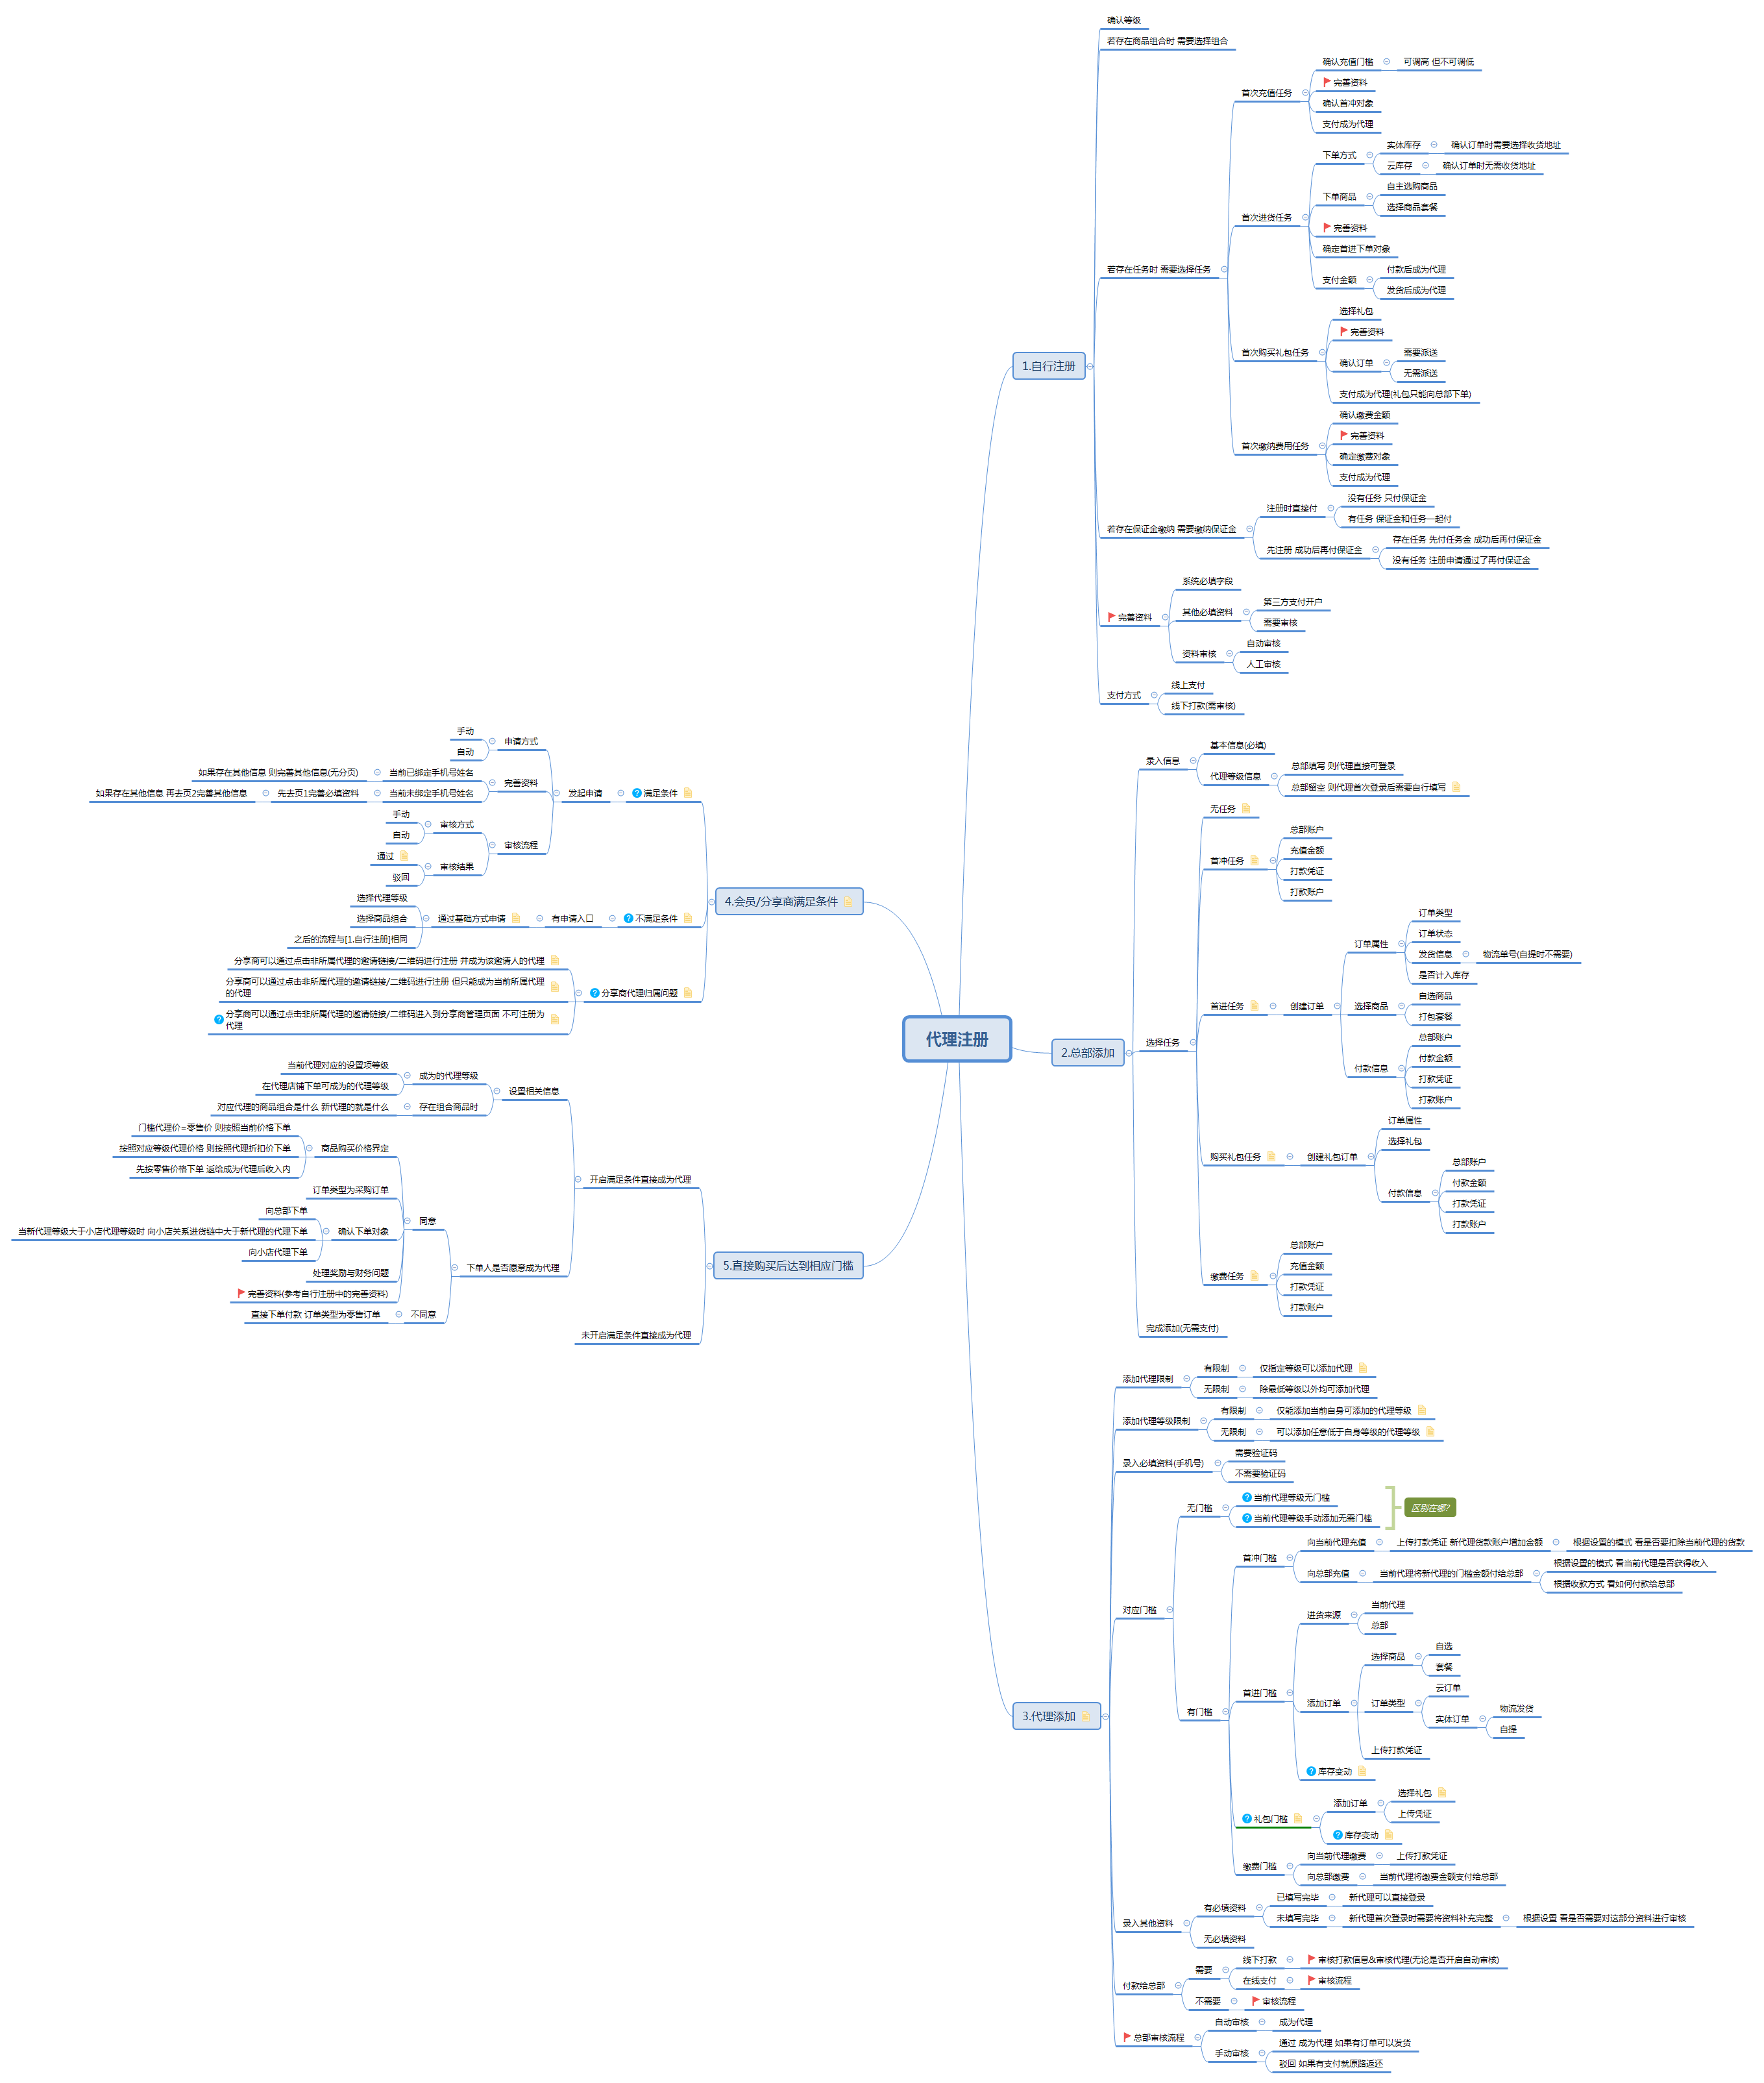 代理注册
1.自行注册
确认等级
若存在商品组合时 需要选择组合
若存在任务时 需要选择任务
首次充值任务
确认充值门槛
可调高 但不可调低
完善资料
确认首冲对象
支付成为代理
首次进货任务
下单方式
实体库存
确认订单时需要选择收货地址
云库存
确认订单时无需收货地址
下单商品
自主选购商品
选择商品套餐
完善资料
确定首进下单对象
支付金额
付款后成为代理
发货后成为代理
首次购买礼包任务
选择礼包
完善资料
确认订单
需要派送
无需派送
支付成为代理(礼包只能向总部下单)
首次缴纳费用任务
确认缴费金额
完善资料
确定缴费对象
支付成为代理
若存在保证金缴纳 需要缴纳保证金
注册时直接付
没有任务 只付保证金
有任务 保证金和任务一起付
先注册 成功后再付保证金
存在任务 先付任务金 成功后再付保证金
没有任务 注册申请通过了再付保证金
完善资料
系统必填字段
其他必填资料
第三方支付开户
需要审核
资料审核
自动审核
人工审核
支付方式
线上支付
线下打款(需审核)
2.总部添加
录入信息
基本信息(必填)
代理等级信息
总部填写 则代理直接可登录
总部留空 则代理首次登录后需要自行填写
选择任务
无任务
首冲任务
总部账户
充值金额
打款凭证
打款账户
首进任务
创建订单
订单属性
订单类型
订单状态
发货信息
物流单号(自提时不需要)
是否计入库存
选择商品
自选商品
打包套餐
付款信息
总部账户
付款金额
打款凭证
打款账户
购买礼包任务
创建礼包订单
订单属性
选择礼包
付款信息
总部账户
付款金额
打款凭证
打款账户
缴费任务
总部账户
充值金额
打款凭证
打款账户
完成添加(无需支付)
3.代理添加
添加代理限制
有限制
仅指定等级可以添加代理
无限制
除最低等级以外均可添加代理
添加代理等级限制
有限制
仅能添加当前自身可添加的代理等级
无限制
可以添加任意低于自身等级的代理等级
录入必填资料(手机号)
需要验证码
不需要验证码
对应门槛
无门槛
当前代理等级无门槛
当前代理等级手动添加无需门槛
区别在哪?
有门槛
首冲门槛
向当前代理充值
上传打款凭证 新代理货款账户增加金额
根据设置的模式 看是否要扣除当前代理的货款
向总部充值
当前代理将新代理的门槛金额付给总部
根据设置的模式 看当前代理是否获得收入
根据收款方式 看如何付款给总部
首进门槛
进货来源
当前代理
总部
添加订单
选择商品
自选
套餐
订单类型
云订单
实体订单
物流发货
自提
上传打款凭证
库存变动
礼包门槛
添加订单
选择礼包
上传凭证
库存变动
缴费门槛
向当前代理缴费
上传打款凭证
向总部缴费
当前代理将缴费金额支付给总部
录入其他资料
有必填资料
已填写完毕
新代理可以直接登录
未填写完毕
新代理首次登录时需要将资料补充完整
根据设置 看是否需要对这部分资料进行审核
无必填资料
付款给总部
需要
线下打款
审核打款信息&审核代理(无论是否开启自动审核)
在线支付
审核流程
不需要
审核流程
总部审核流程
自动审核
成为代理
手动审核
通过 成为代理 如果有订单可以发货
驳回 如果有支付就原路返还
4.会员/分享商满足条件
满足条件
发起申请
申请方式
手动
自动
完善资料
当前已绑定手机号姓名
如果存在其他信息 则完善其他信息(无分页)
当前未绑定手机号姓名
先去页1完善必填资料
如果存在其他信息 再去页2完善其他信息
审核流程
审核方式
手动
自动
审核结果
通过
驳回
不满足条件
有申请入口
通过基础方式申请
选择代理等级
选择商品组合
之后的流程与[1.自行注册]相同
分享商代理归属问题
分享商可以通过点击非所属代理的邀请链接/二维码进行注册 并成为该邀请人的代理
分享商可以通过点击非所属代理的邀请链接/二维码进行注册 但只能成为当前所属代理
的代理
分享商可以通过点击非所属代理的邀请链接/二维码进入到分享商管理页面 不可注册为
代理
5.直接购买后达到相应门槛
开启满足条件直接成为代理
设置相关信息
成为的代理等级
当前代理对应的设置项等级
在代理店铺下单可成为的代理等级
存在组合商品时
对应代理的商品组合是什么 新代理的就是什么
下单人是否愿意成为代理
同意
商品购买价格界定
门槛代理价=零售价 则按照当前价格下单
按照对应等级代理价格 则按照代理折扣价下单
先按零售价格下单 返给成为代理后收入内
订单类型为采购订单
确认下单对象
向总部下单
当新代理等级大于小店代理等级时 向小店关系进货链中大于新代理的代理下单
向小店代理下单
处理奖励与财务问题
完善资料(参考自行注册中的完善资料)
不同意
直接下单付款 订单类型为零售订单
未开启满足条件直接成为代理